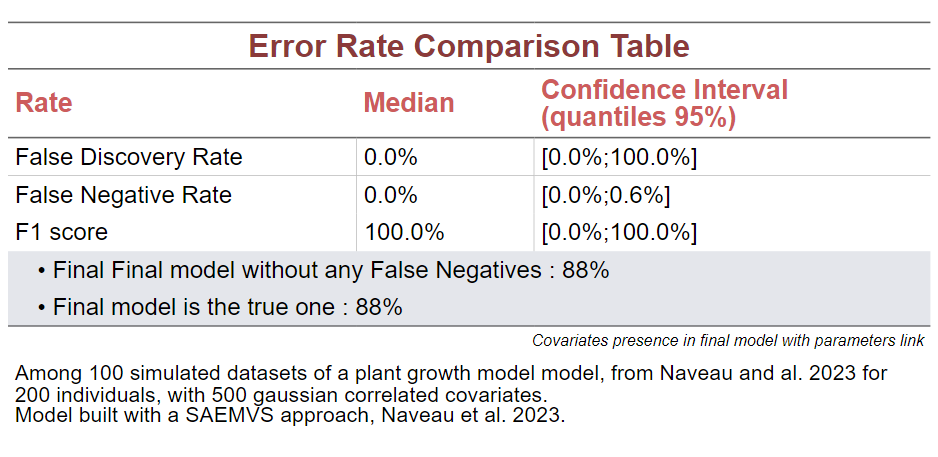 Error Rate Comparison Table
Rate Median Confidence Interval
(quantiles 95%)
False Discovery Rate 0.0% [0.0%;100.0%]
False Negative Rate 0.0% [0.0%;0.6%]
F1 score 100.0% [0.0%;100.0%]
• Final Final model without any False Negatives : 88%
• Final model is the true one : 88%
Covariates presence in final model with parameters link
Among 100 simulated datasets of a plant growth model model, from Naveau and al. 2023 for
200 individuals, with 500 gaussian correlated covariates.
Model built with a SAEMVS approach, Naveau et al. 2023.